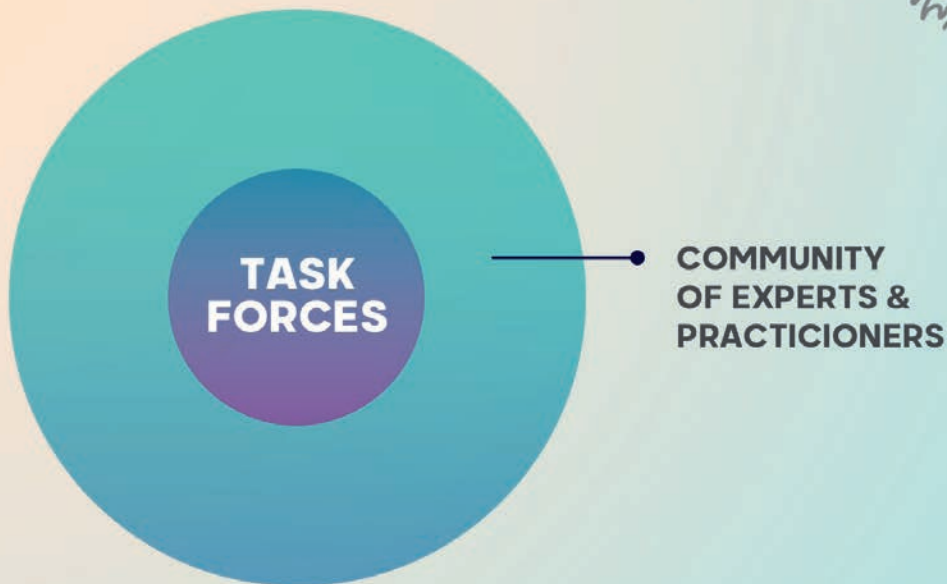 TASK
FORCES
COMMUNITY
OF EXPERTS &
PRACTICIONERS